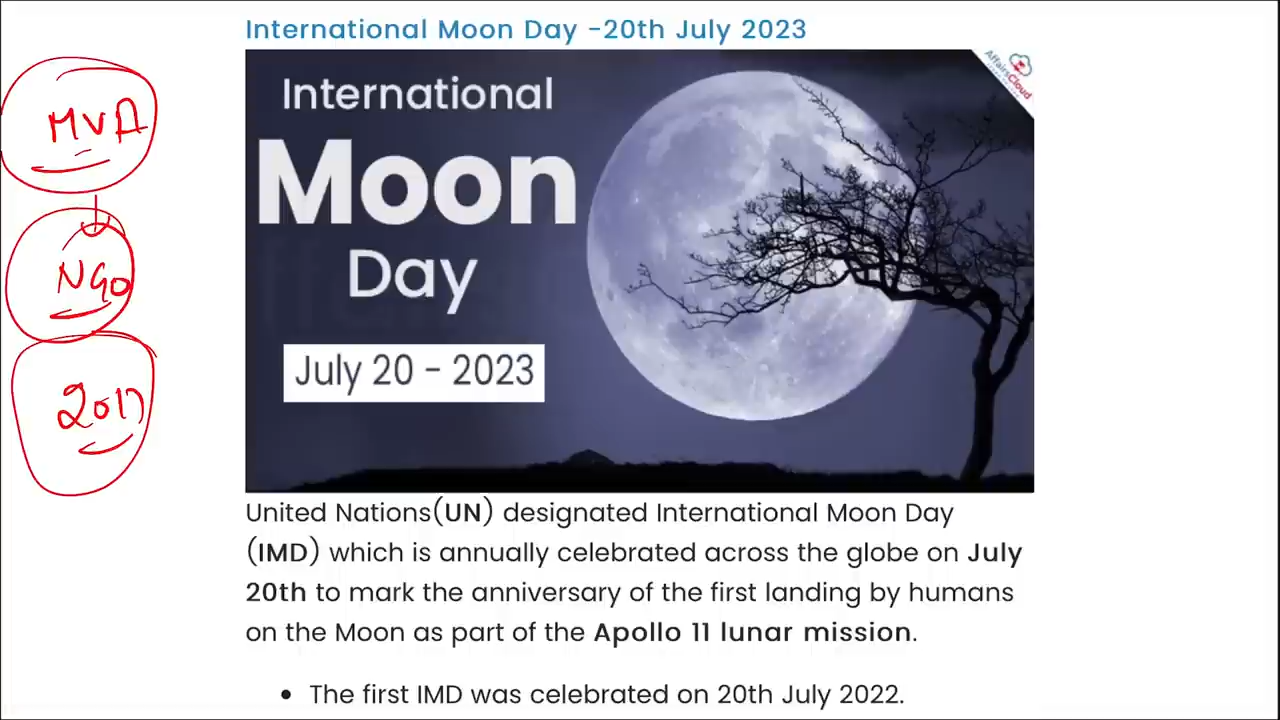 International Moon Day -20th July 2023
AffairsCloud
International
Moon
Day
July 20 - 2023
MVA
NGO
2017
United Nations(UN) designated International Moon Day
(IMD) which is annually celebrated across the globe on July
20th to mark the anniversary of the first landing by humans
on the Moon as part of the Apollo 11 lunar mission.
• The first IMD was celebrated on 20th July 2022.